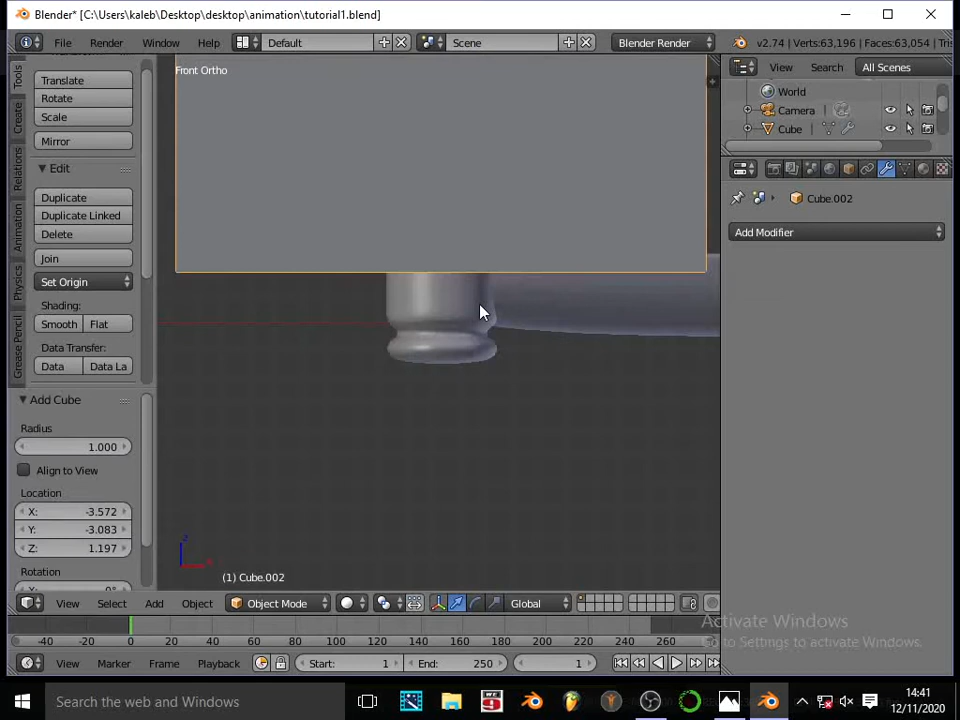 Blender* [C:\Users\kaleb\Desktop\desktop\animation\tutorial1.blend]
File Render Window Help Default Scene Blender Render v2.74 | Verts:63,196 | Faces:63,054 | Tris
View Search All Scenes
World
Camera
Cube
Cube.002
Add Modifier
Tools
Create
Relations
Animation
Physics
Grease Pencil
Translate
Rotate
Scale
Mirror
Edit
Duplicate
Duplicate Linked
Delete
Join
Set Origin
Shading:
Smooth Flat
Data Transfer:
Data Data La
Add Cube
Radius
1.000
Align to View
Location
X: -3.572
Y: -3.083
Z: 1.197
Rotation
Front Ortho
(1) Cube.002
View Select Add Object Object Mode Global
Activate Windows
Go to Settings to activate Windows.
-40 -20 0 20 40 60 80 100 120 140 160 180 200 220 240 260
View Marker Frame Playback Start: 1 End: 250 1
Search the web and Windows
14:41
12/11/2020